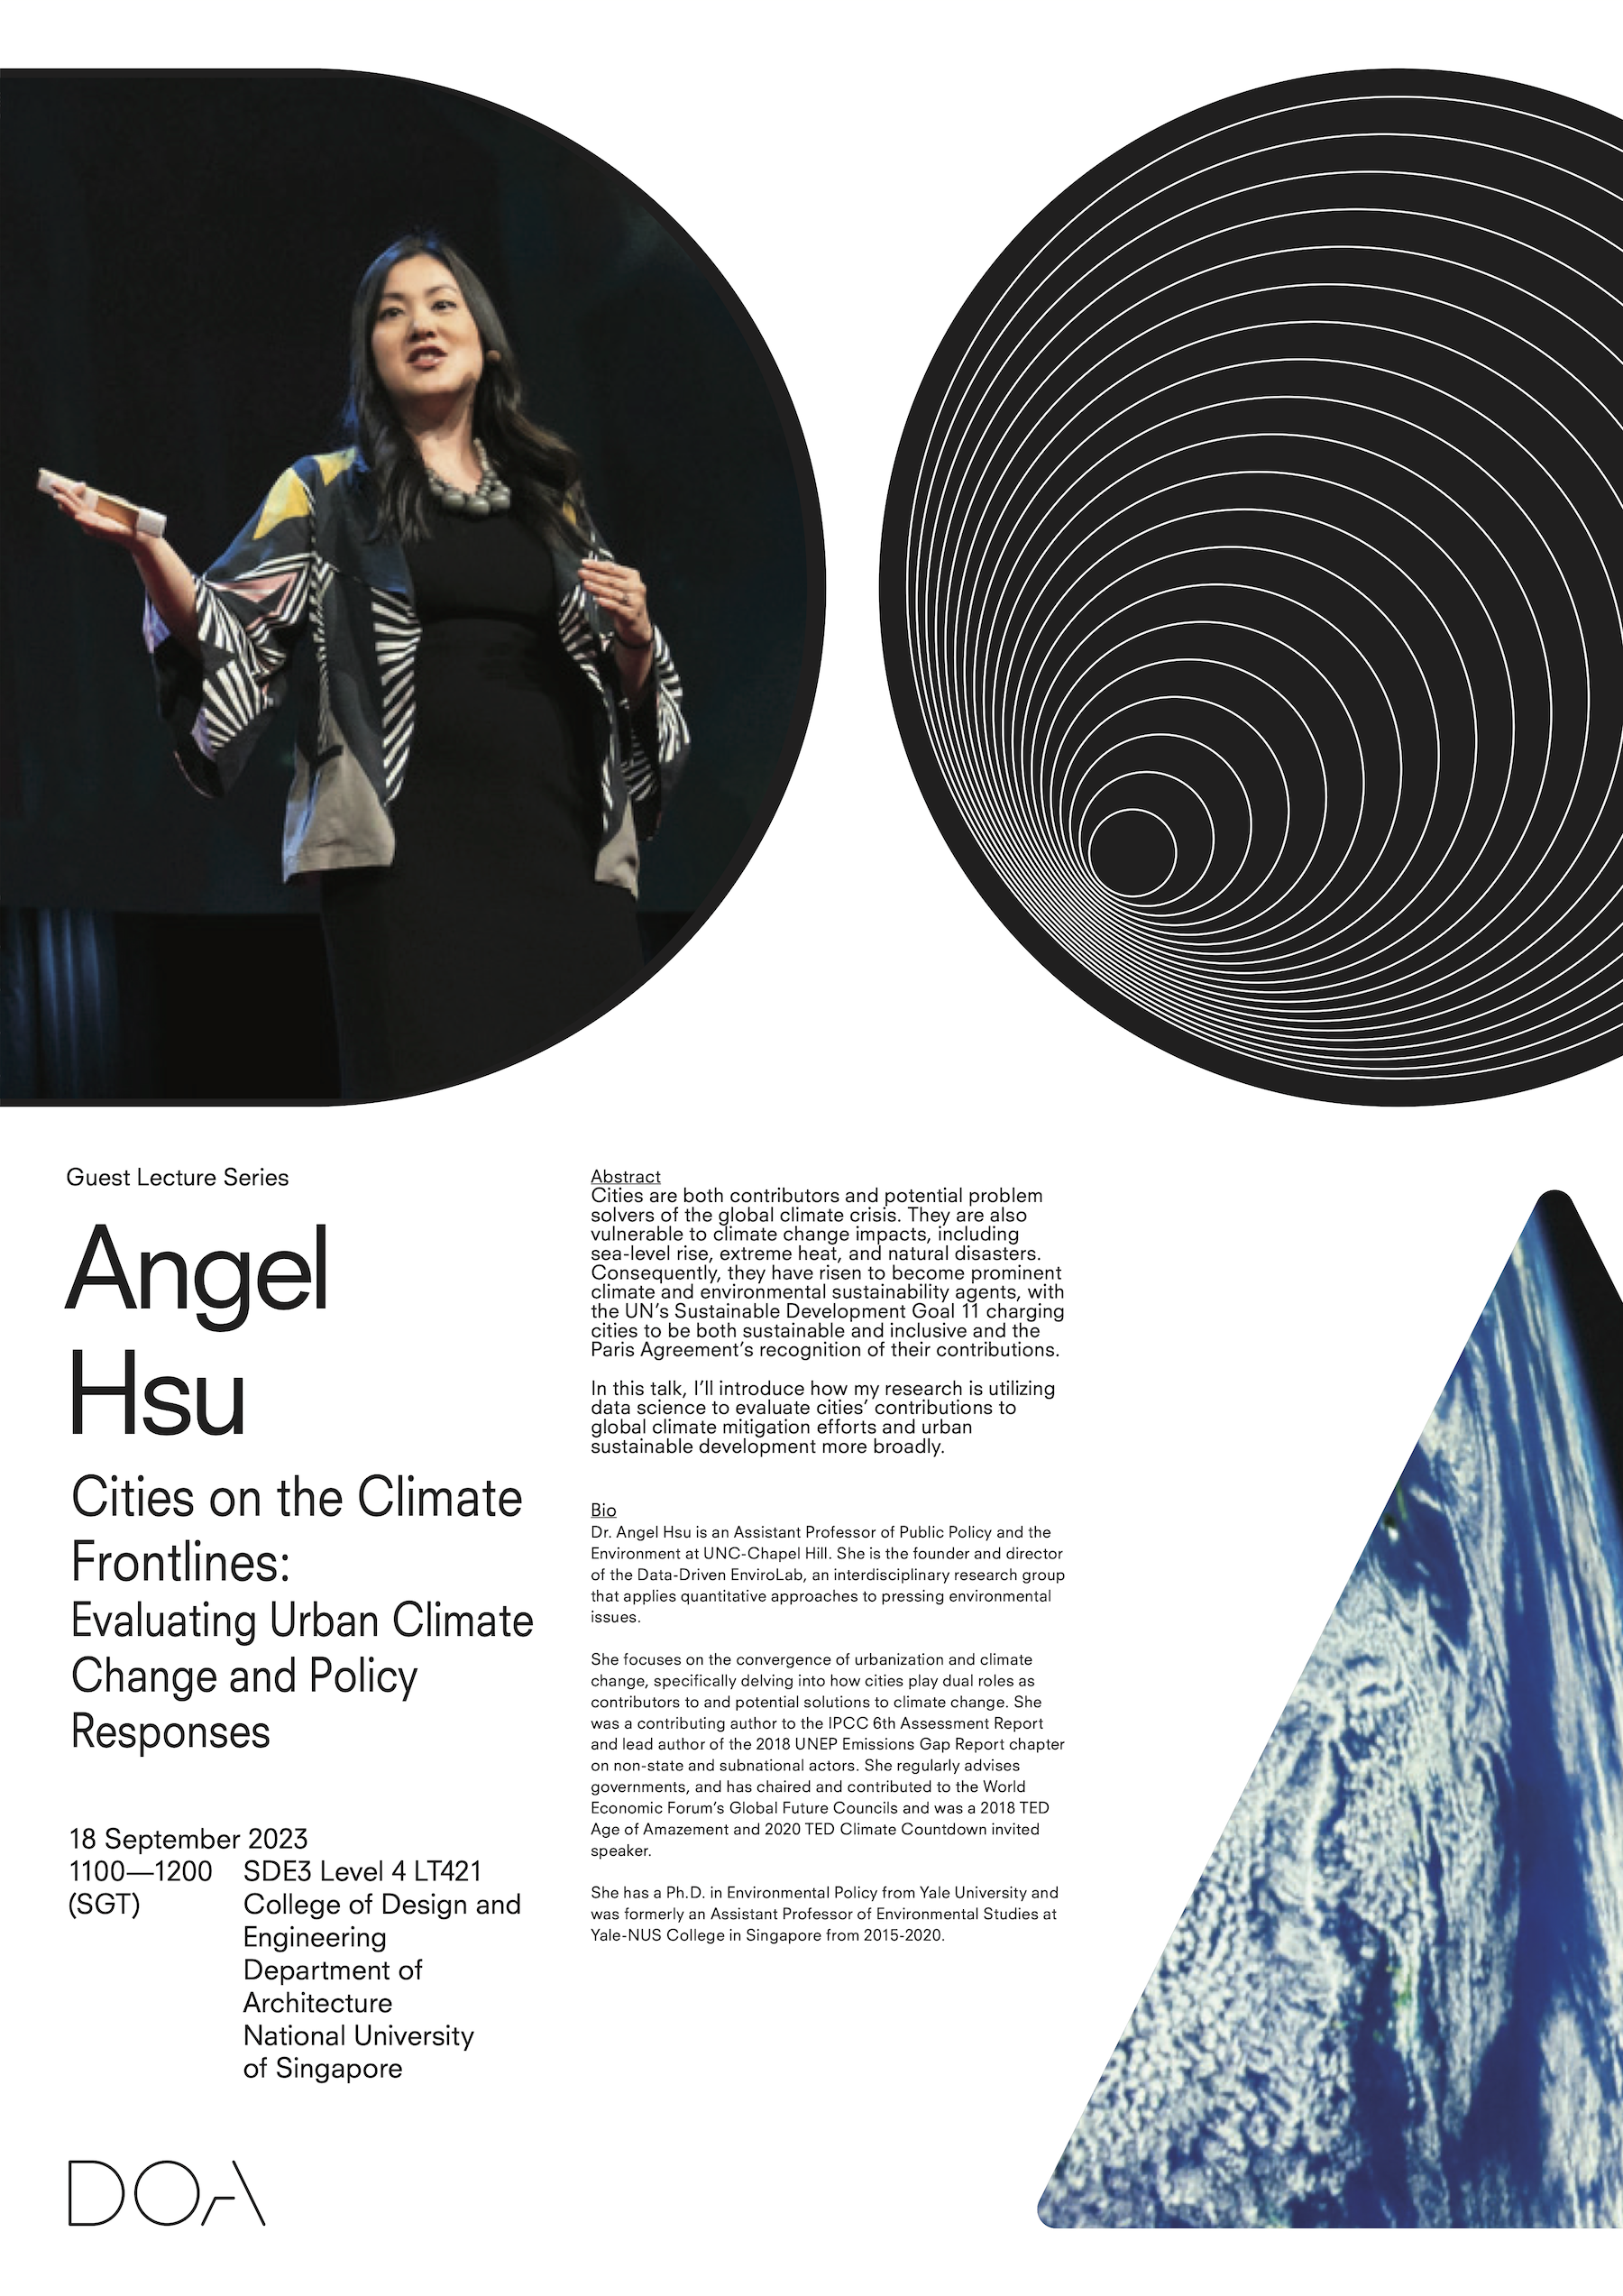 Guest Lecture Series
Angel
Hsu
Cities on the Climate
Frontlines:
Evaluating Urban Climate
Change and Policy
Responses
18 September 2023
1100—1200
(SGT)
SDE3 Level 4 LT421
College of Design and
Engineering
Department of
Architecture
National University
of Singapore
DOA
Abstract
Cities are both contributors and potential problem
solvers of the global climate crisis. They are also
vulnerable to climate change impacts, including
sea-level rise, extreme heat, and natural disasters.
Consequently, they have risen to become prominent
climate and environmental sustainability agents, with
the UN’s Sustainable Development Goal 11 charging
cities to be both sustainable and inclusive and the
Paris Agreement’s recognition of their contributions.
In this talk, I’ll introduce how my research is utilizing
data science to evaluate cities’ contributions to
global climate mitigation efforts and urban
sustainable development more broadly.
Bio
Dr. Angel Hsu is an Assistant Professor of Public Policy and the
Environment at UNC-Chapel Hill. She is the founder and director
of the Data-Driven EnviroLab, an interdisciplinary research group
that applies quantitative approaches to pressing environmental
issues.
She focuses on the convergence of urbanization and climate
change, specifically delving into how cities play dual roles as
contributors to and potential solutions to climate change. She
was a contributing author to the IPCC 6th Assessment Report
and lead author of the 2018 UNEP Emissions Gap Report chapter
on non-state and subnational actors. She regularly advises
governments, and has chaired and contributed to the World
Economic Forum’s Global Future Councils and was a 2018 TED
Age of Amazement and 2020 TED Climate Countdown invited
speaker.
She has a Ph.D. in Environmental Policy from Yale University and
was formerly an Assistant Professor of Environmental Studies at
Yale-NUS College in Singapore from 2015-2020.